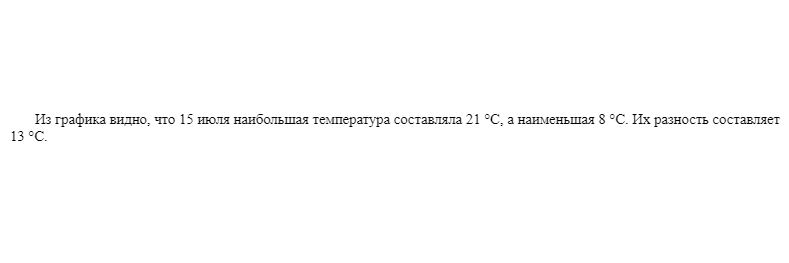 Из графика видно, что 15 июля наибольшая температура составляла 21 °C, а наименьшая 8 °C. Их разность составляет
13 °C.